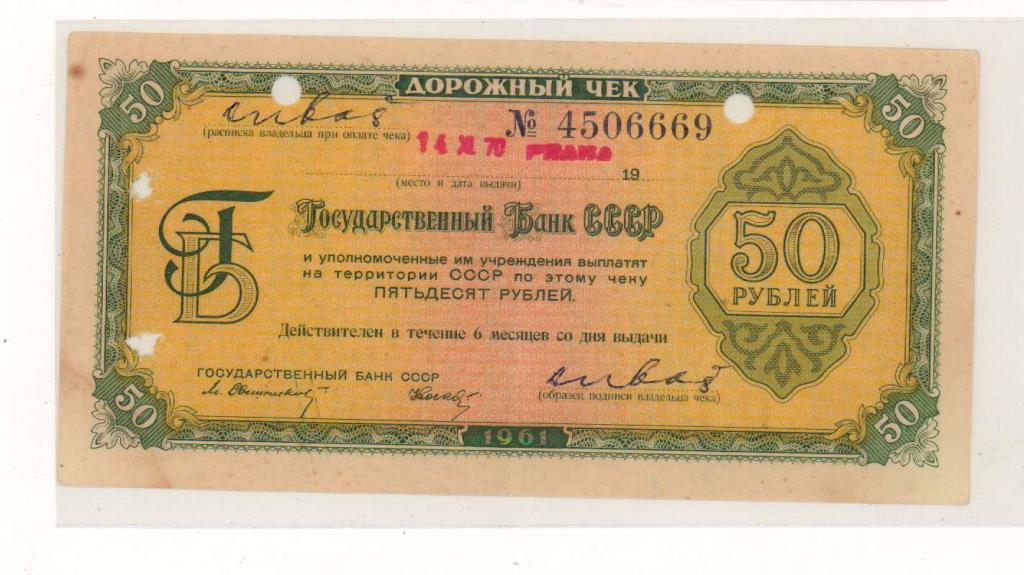 ДОРОЖНЫЙ ЧЕК
50
50
№ 4506669
(расписка владельца при оплате чека)
14 XI 70 PRAHA
19
(место и дата выдачи)
ГБ
Государственный Банк СССР
и уполномоченные им учреждения выплатят
на территории СССР по этому чеку
ПЯТЬДЕСЯТ РУБЛЕЙ.
50
РУБЛЕЙ
Действителен в течение 6 месяцев со дня выдачи
ГОСУДАРСТВЕННЫЙ БАНК СССР
(образец подписи владельца чека)
50
50
1961